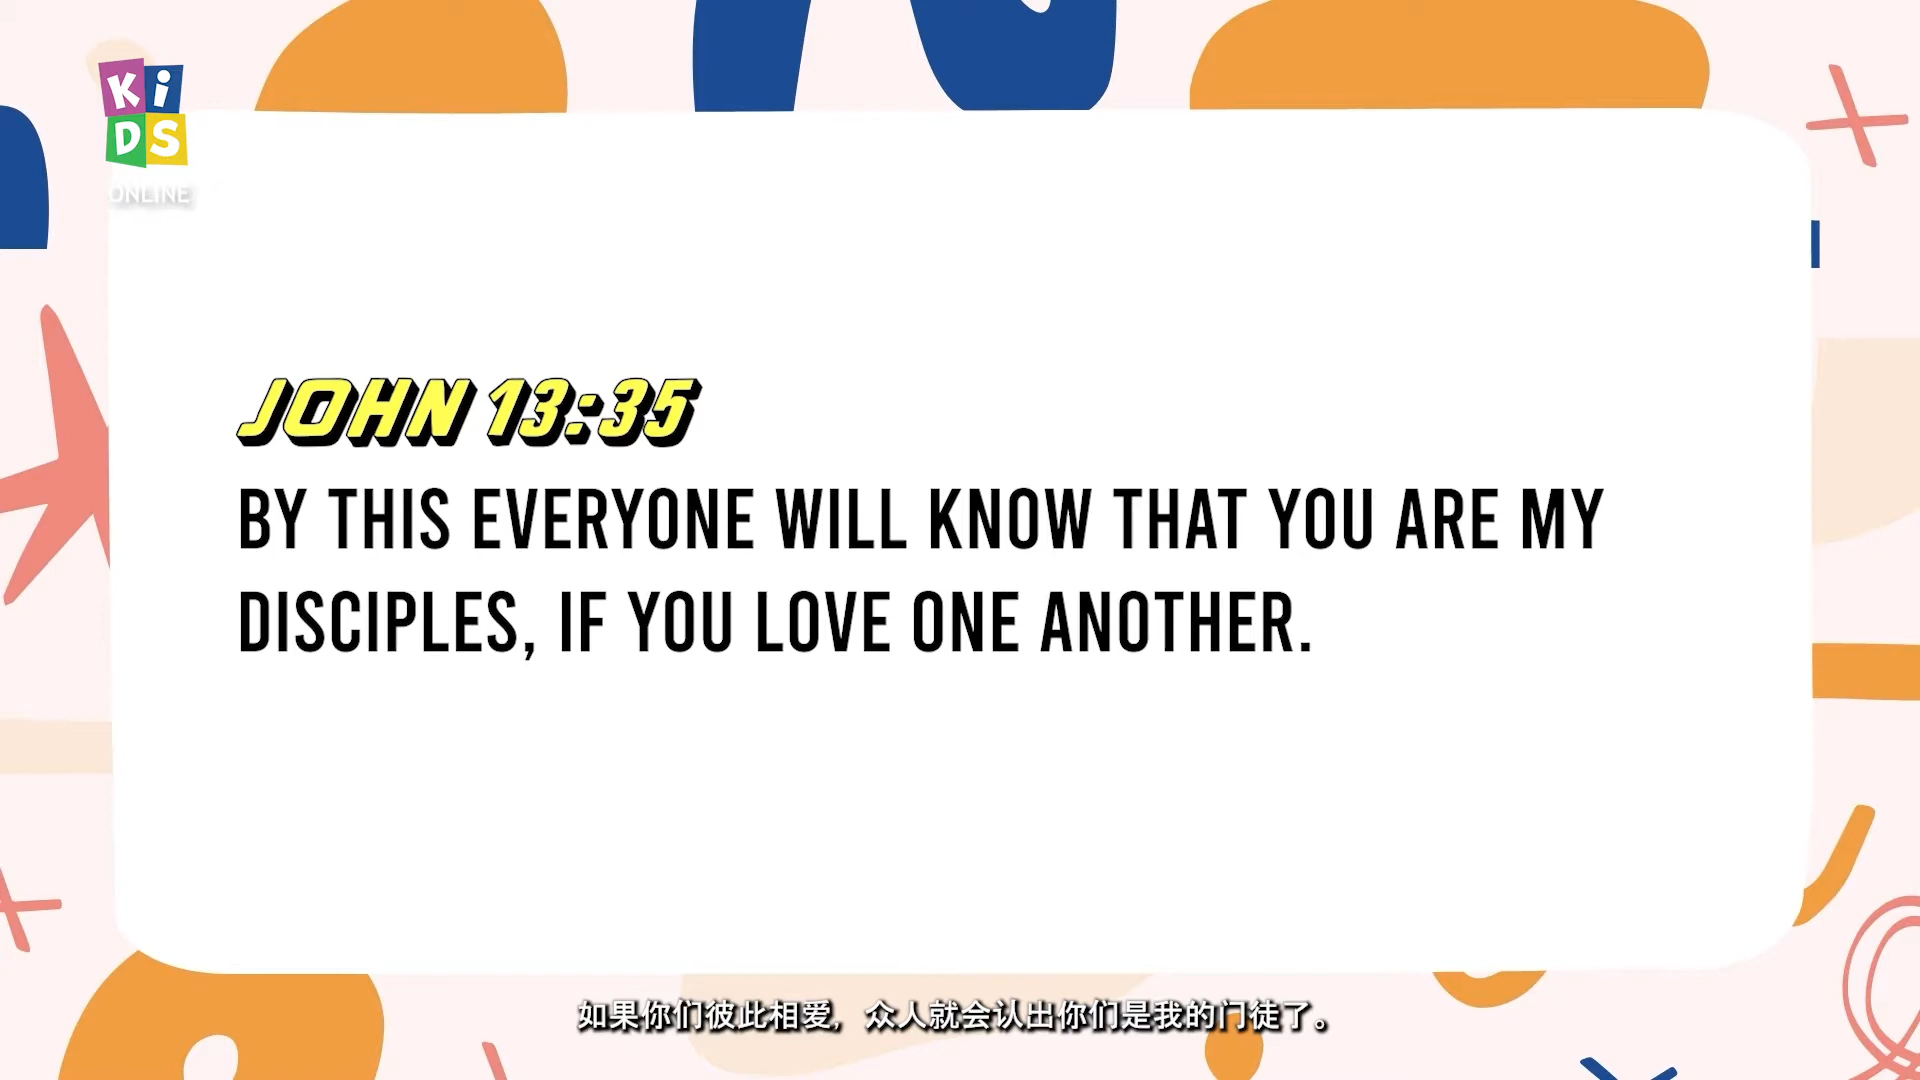 KiDS
ONLINE
JOHN 13:35
BY THIS EVERYONE WILL KNOW THAT YOU ARE MY
DISCIPLES, IF YOU LOVE ONE ANOTHER.
如果你们彼此相爱，众人就会认出你们是我的门徒了。